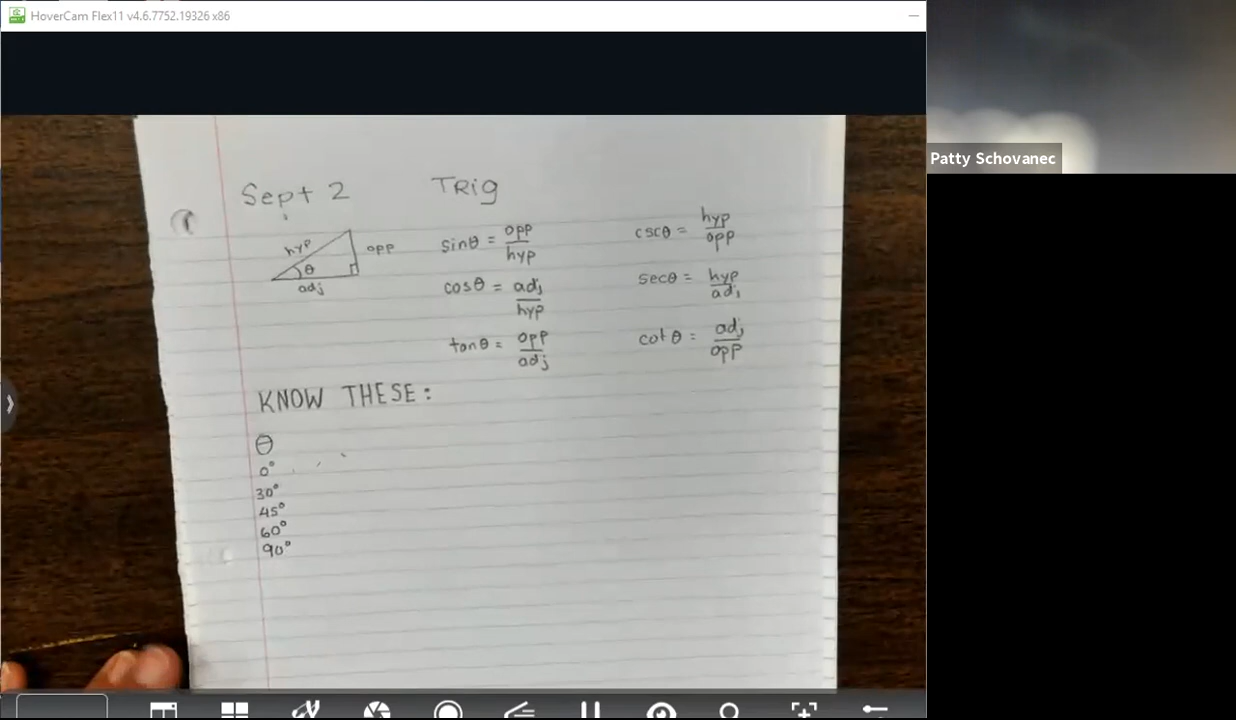 HoverCam Flex11 v4.6.7752.19326 x86
Patty Schovanec
Sept 2 TRig
hyp opp θ adj
sinθ = opp/hyp cscθ = hyp/opp
cosθ = adj/hyp secθ = hyp/adj
tanθ = opp/adj cotθ = adj/opp
KNOW THESE:
θ
0°
30°
45°
60°
90°